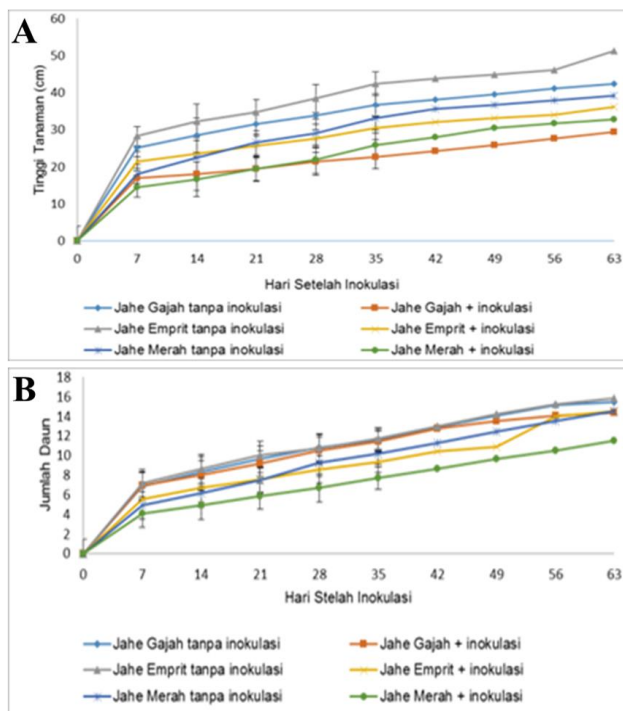 A
Tinggi Tanaman (cm)
60
50
40
30
20
10
0
0 7 14 21 28 35 42 49 56 63
Hari Setelah Inokulasi
Jahe Gajah tanpa inokulasi Jahe Gajah + inokulasi
Jahe Emprit tanpa inokulasi Jahe Emprit + inokulasi
Jahe Merah tanpa inokulasi Jahe Merah + inokulasi
B
Jumlah Daun
18
16
14
12
10
8
6
4
2
0
0 7 14 21 28 35 42 49 56 63
Hari Stelah Inokulasi
Jahe Gajah tanpa inokulasi Jahe Gajah + inokulasi
Jahe Emprit tanpa inokulasi Jahe Emprit + inokulasi
Jahe Merah tanpa inokulasi Jahe Merah + inokulasi